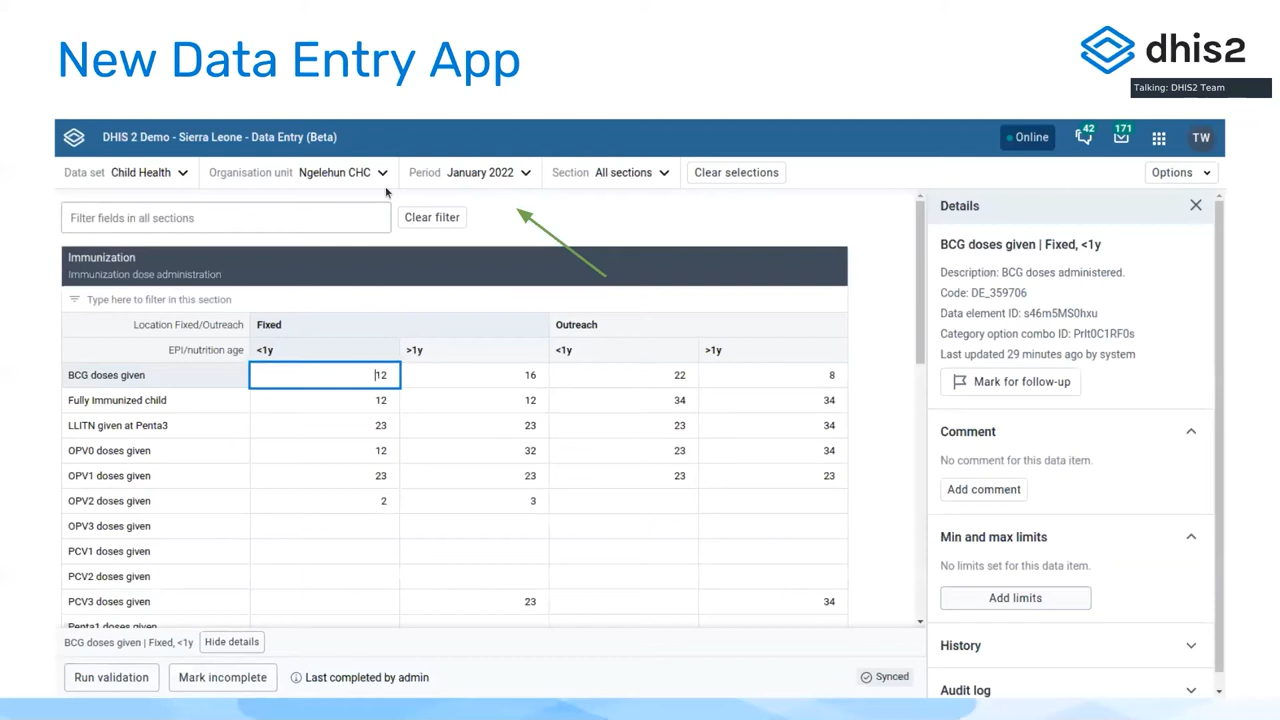 New Data Entry App
dhis2
Talking: DHIS2 Team
DHIS 2 Demo - Sierra Leone - Data Entry (Beta)
Online
42
171
TW
Data set Child Health
Organisation unit Ngelehun CHC
Period January 2022
Section All sections
Clear selections
Options
Filter fields in all sections
Clear filter
Immunization
Immunization dose administration
Type here to filter in this section
Location Fixed/Outreach Fixed Outreach
EPI/nutrition age <1y >1y <1y >1y
BCG doses given 12 16 22 8
Fully Immunized child 12 12 34 34
LLITN given at Penta3 23 23 23 34
OPV0 doses given 12 32 23 34
OPV1 doses given 23 23 23 23
OPV2 doses given 2 3
OPV3 doses given
PCV1 doses given
PCV2 doses given
PCV3 doses given 23 34
Penta1 doses given
BCG doses given | Fixed, <1y
Hide details
Run validation
Mark incomplete
Last completed by admin
Synced
Details
BCG doses given | Fixed, <1y
Description: BCG doses administered.
Code: DE_359706
Data element ID: s46m5MS0hxu
Category option combo ID: Prlt0C1RF0s
Last updated 29 minutes ago by system
Mark for follow-up
Comment
No comment for this data item.
Add comment
Min and max limits
No limits set for this data item.
Add limits
History
Audit log